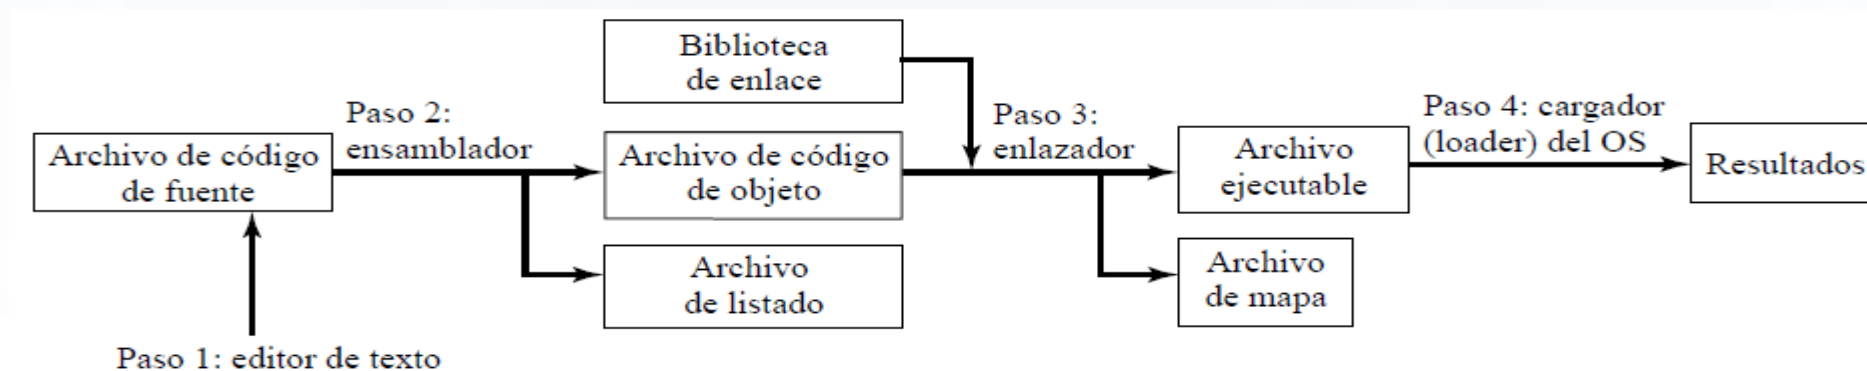 Biblioteca
de enlace
Paso 2:
ensamblador
Paso 3:
enlazador
Paso 4: cargador
(loader) del OS
Archivo de código
de fuente
Archivo de código
de objeto
Archivo
ejecutable
Resultados
Archivo
de listado
Archivo
de mapa
Paso 1: editor de texto